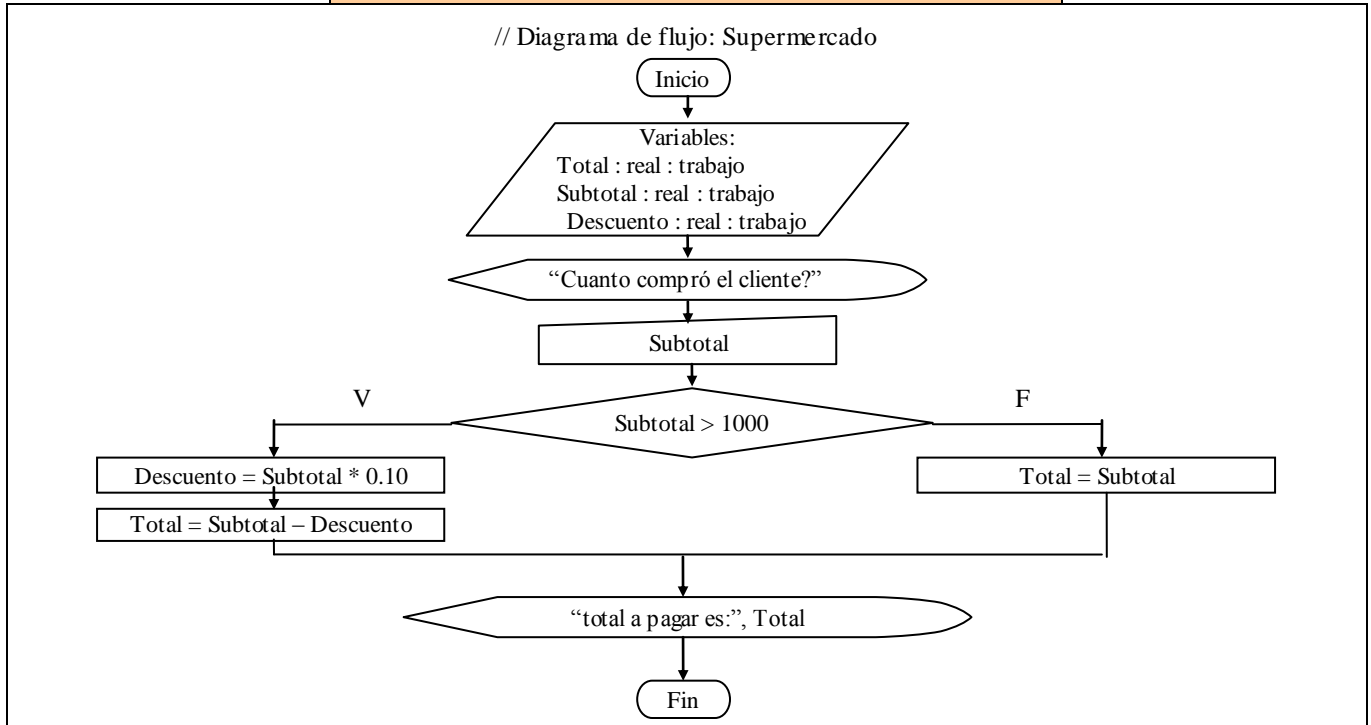 // Diagrama de flujo: Supermercado
Inicio
Variables:
Total : real : trabajo
Subtotal : real : trabajo
Descuento : real : trabajo
“Cuanto compró el cliente?”
Subtotal
V
F
Subtotal > 1000
Descuento = Subtotal * 0.10
Total = Subtotal
Total = Subtotal – Descuento
“total a pagar es:”, Total
Fin